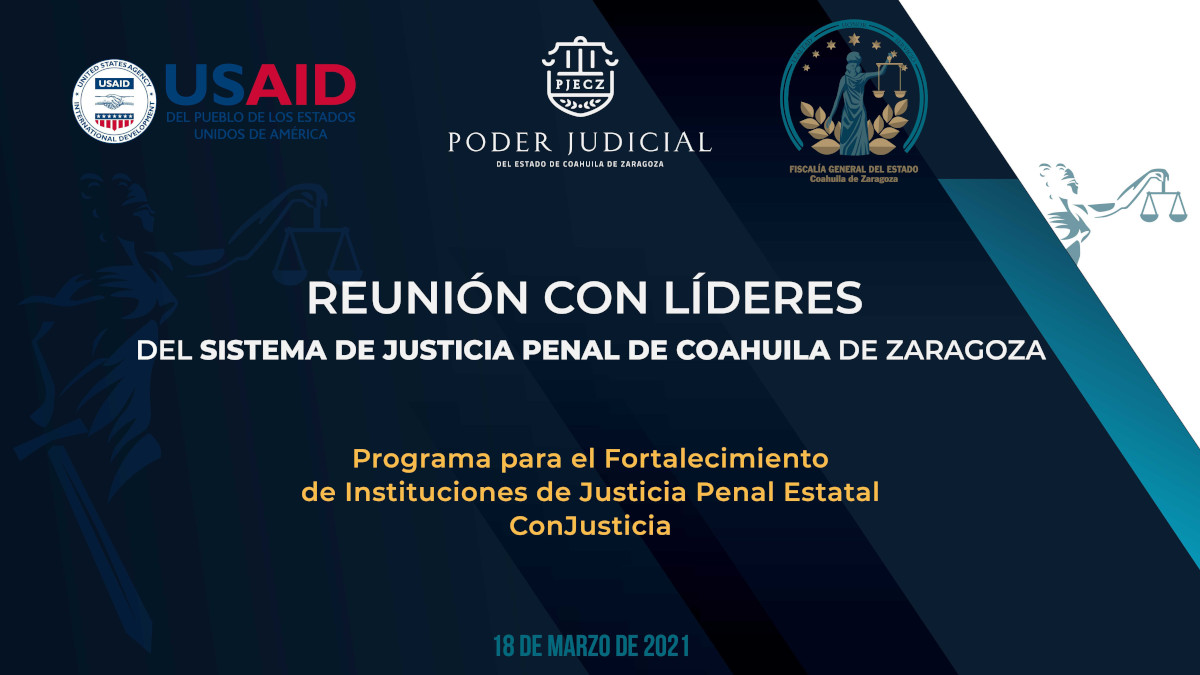 UNITED STATES AGENCY
USAID
INTERNATIONAL DEVELOPMENT
USAID
DEL PUEBLO DE LOS ESTADOS
UNIDOS DE AMÉRICA
PJECZ
PODER JUDICIAL
DEL ESTADO DE COAHUILA DE ZARAGOZA
FISCALÍA GENERAL DEL ESTADO
Coahuila de Zaragoza
REUNIÓN CON LÍDERES
DEL SISTEMA DE JUSTICIA PENAL DE COAHUILA DE ZARAGOZA
Programa para el Fortalecimiento
de Instituciones de Justicia Penal Estatal
ConJusticia
18 DE MARZO DE 2021